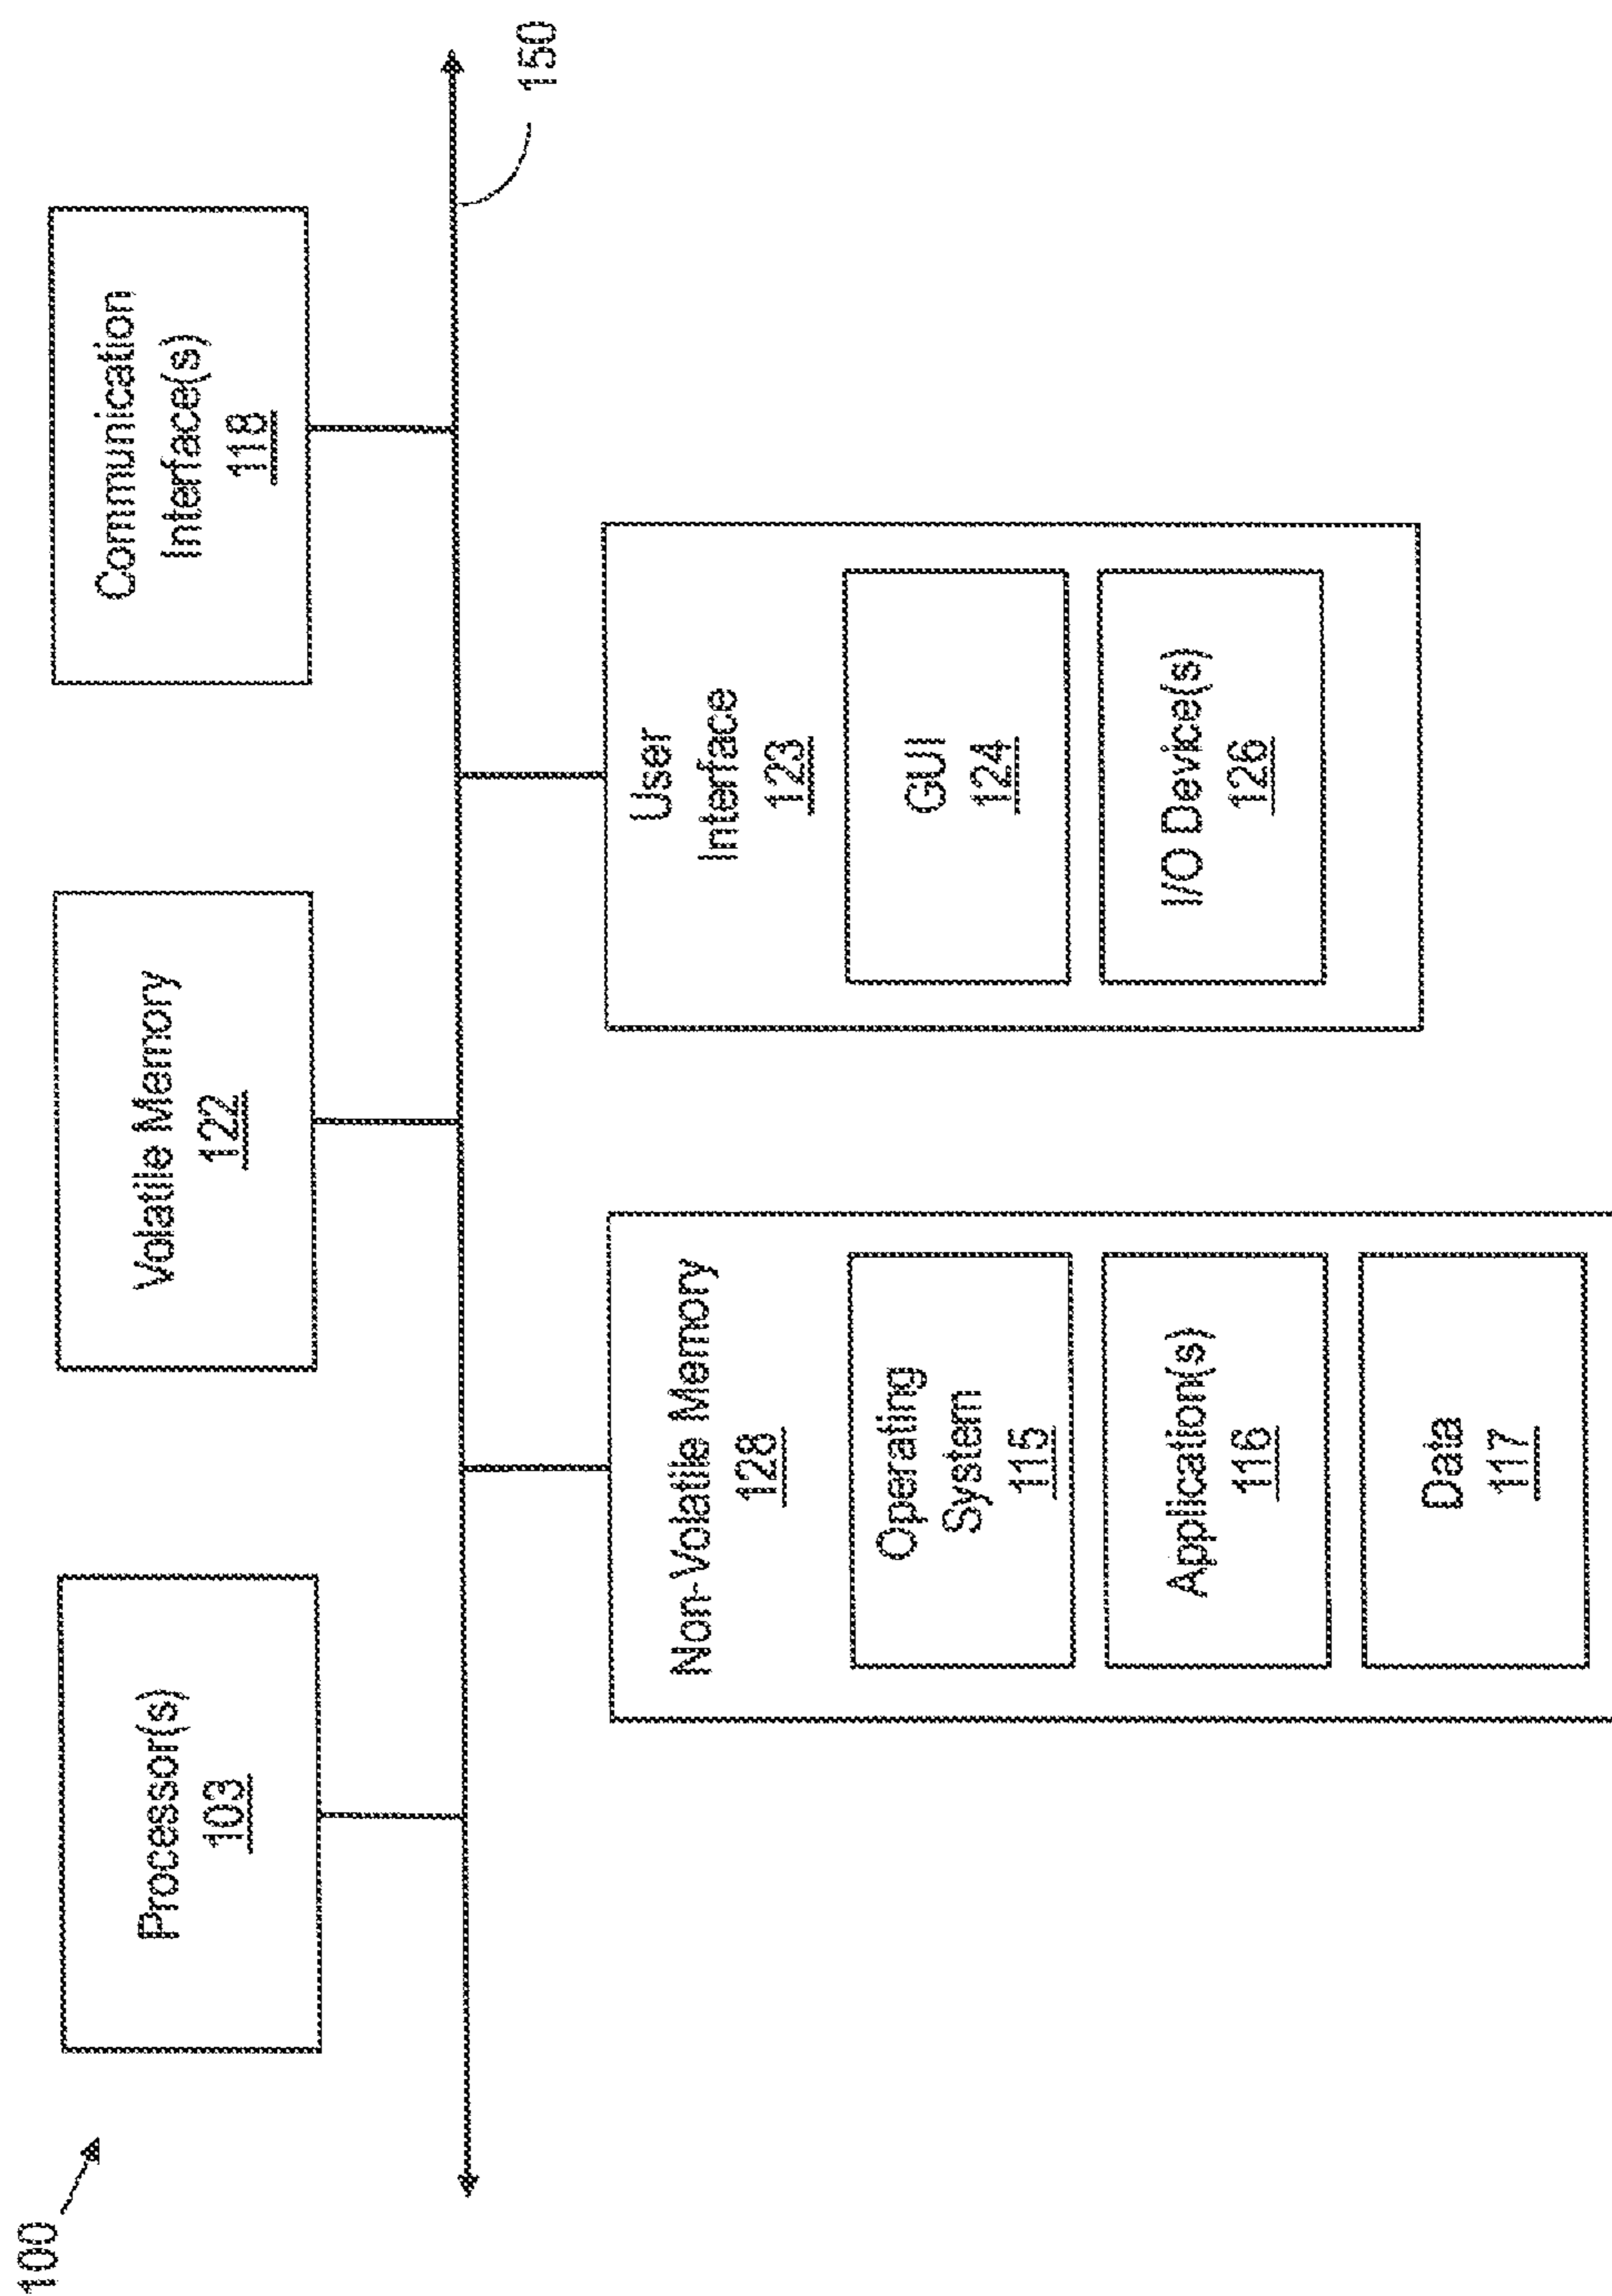 100
Processor(s)
103
Volatile Memory
122
Communication
Interface(s)
118
150
Non-Volatile Memory
128
Operating
System
115
Application(s)
116
Data
117
User
Interface
123
GUI
124
I/O Device(s)
126